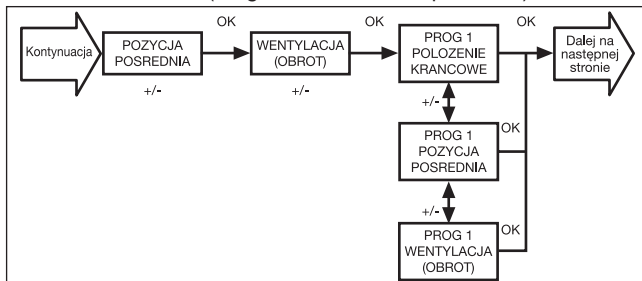 OK OK OK
Kontynuacja
POZYCJA
POSREDNIA
WENTYLACJA
(OBROT)
PROG 1
POLOZENIE
KRANCOWE
Dalej na
następnej
stronie
+/- +/- +/-
PROG 1
POZYCJA
POSREDNIA
OK
+/-
PROG 1
WENTYLACJA
(OBROT)
OK